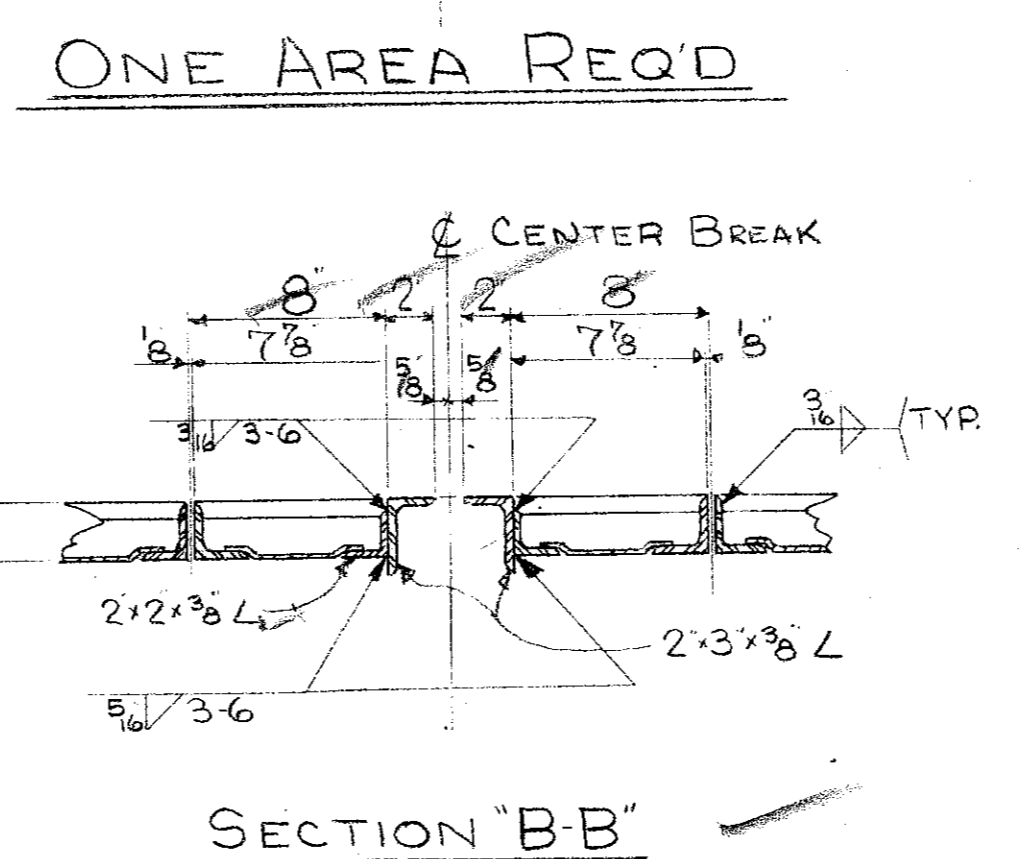 ONE AREA REQ'D
℄ CENTER BREAK
8" 2" 2 8
1/8" 7 7/8 7 7/8 1/8"
5/8" 5/8
3/16 3-6
3/16 TYP.
2"x2"x3/8" L
2"x3"x3/8" L
5/16 3-6
SECTION "B-B"